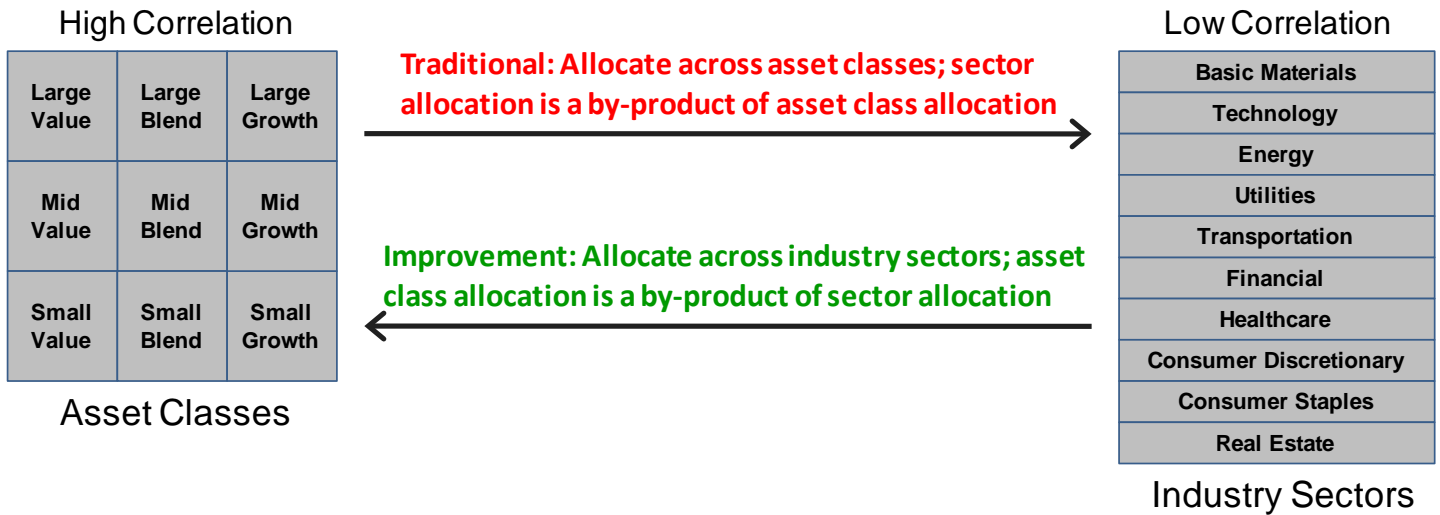 High Correlation
Large
Value
Large
Blend
Large
Growth
Mid
Value
Mid
Blend
Mid
Growth
Small
Value
Small
Blend
Small
Growth
Asset Classes
Traditional: Allocate across asset classes; sector
allocation is a by-product of asset class allocation
Improvement: Allocate across industry sectors; asset
class allocation is a by-product of sector allocation
Low Correlation
Basic Materials
Technology
Energy
Utilities
Transportation
Financial
Healthcare
Consumer Discretionary
Consumer Staples
Real Estate
Industry Sectors